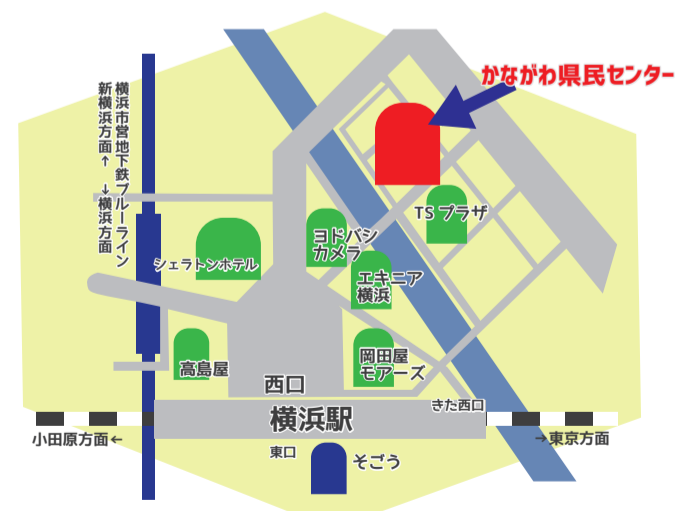 かながわ県民センター
横浜市営地下鉄ブルーライン
新横浜方面↑ ↓横浜方面
TS プラザ
ヨドバシ
カメラ
シェラトンホテル
エキニア
横浜
岡田屋
モアーズ
高島屋
西口
きた西口
横浜駅
小田原方面←
→東京方面
東口
そごう